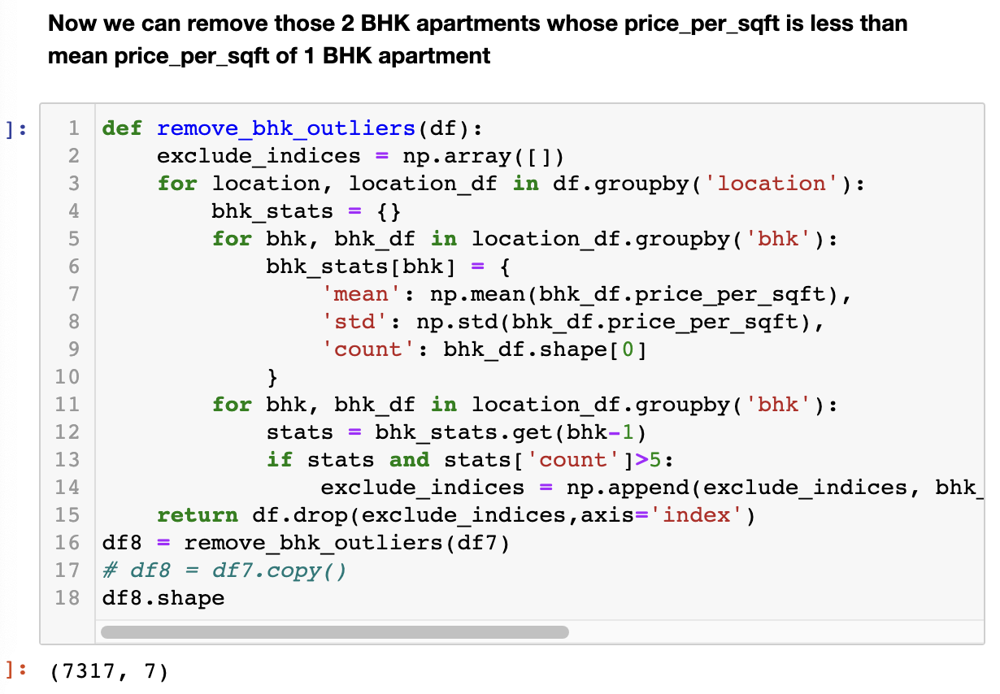 Now we can remove those 2 BHK apartments whose price_per_sqft is less than
mean price_per_sqft of 1 BHK apartment
]: 1 def remove_bhk_outliers(df):
2     exclude_indices = np.array([])
3     for location, location_df in df.groupby('location'):
4         bhk_stats = {}
5         for bhk, bhk_df in location_df.groupby('bhk'):
6             bhk_stats[bhk] = {
7                 'mean': np.mean(bhk_df.price_per_sqft),
8                 'std': np.std(bhk_df.price_per_sqft),
9                 'count': bhk_df.shape[0]
10             }
11         for bhk, bhk_df in location_df.groupby('bhk'):
12             stats = bhk_stats.get(bhk-1)
13             if stats and stats['count']>5:
14                 exclude_indices = np.append(exclude_indices, bhk_
15     return df.drop(exclude_indices,axis='index')
16 df8 = remove_bhk_outliers(df7)
17 # df8 = df7.copy()
18 df8.shape
]: (7317, 7)